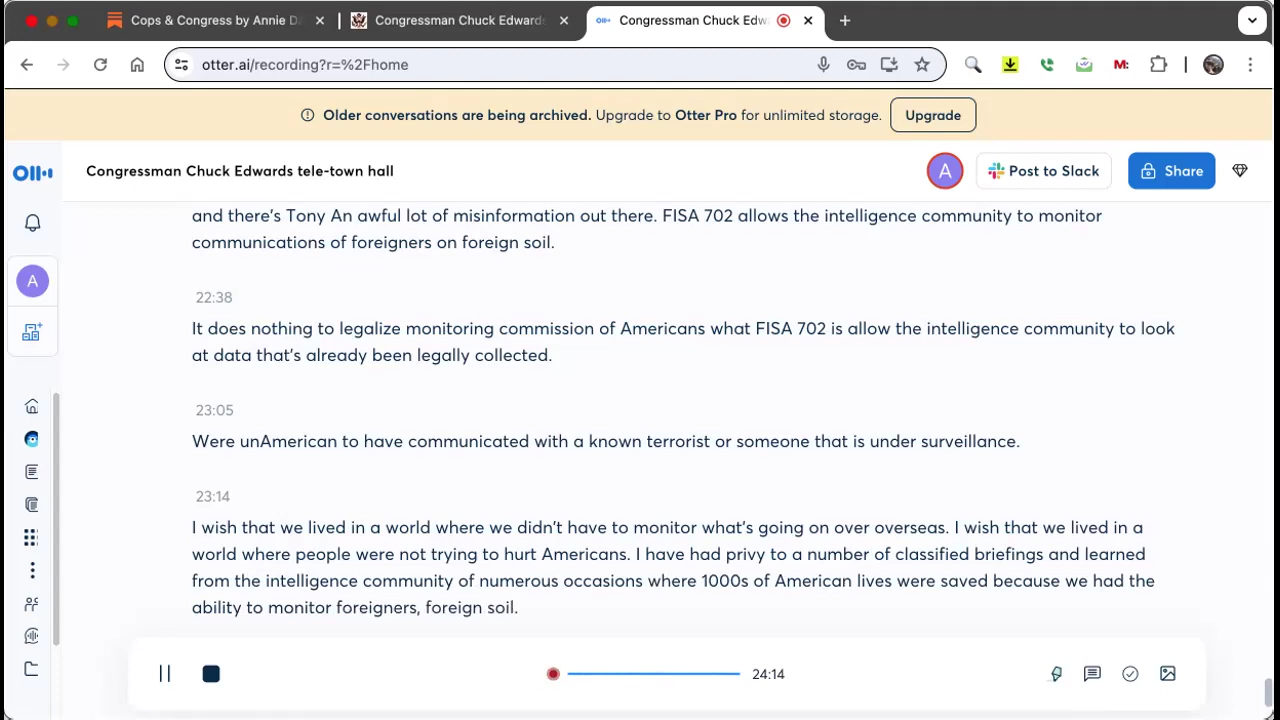 Cops & Congress by Annie D
Congressman Chuck Edwards
Congressman Chuck Edw
otter.ai/recording?r=%2Fhome
M:
Older conversations are being archived. Upgrade to Otter Pro for unlimited storage. Upgrade
Congressman Chuck Edwards tele-town hall
A
Post to Slack
Share
A
and there's Tony An awful lot of misinformation out there. FISA 702 allows the intelligence community to monitor
communications of foreigners on foreign soil.
22:38
It does nothing to legalize monitoring commission of Americans what FISA 702 is allow the intelligence community to look
at data that's already been legally collected.
23:05
Were unAmerican to have communicated with a known terrorist or someone that is under surveillance.
23:14
I wish that we lived in a world where we didn't have to monitor what's going on over overseas. I wish that we lived in a
world where people were not trying to hurt Americans. I have had privy to a number of classified briefings and learned
from the intelligence community of numerous occasions where 1000s of American lives were saved because we had the
ability to monitor foreigners, foreign soil.
24:14